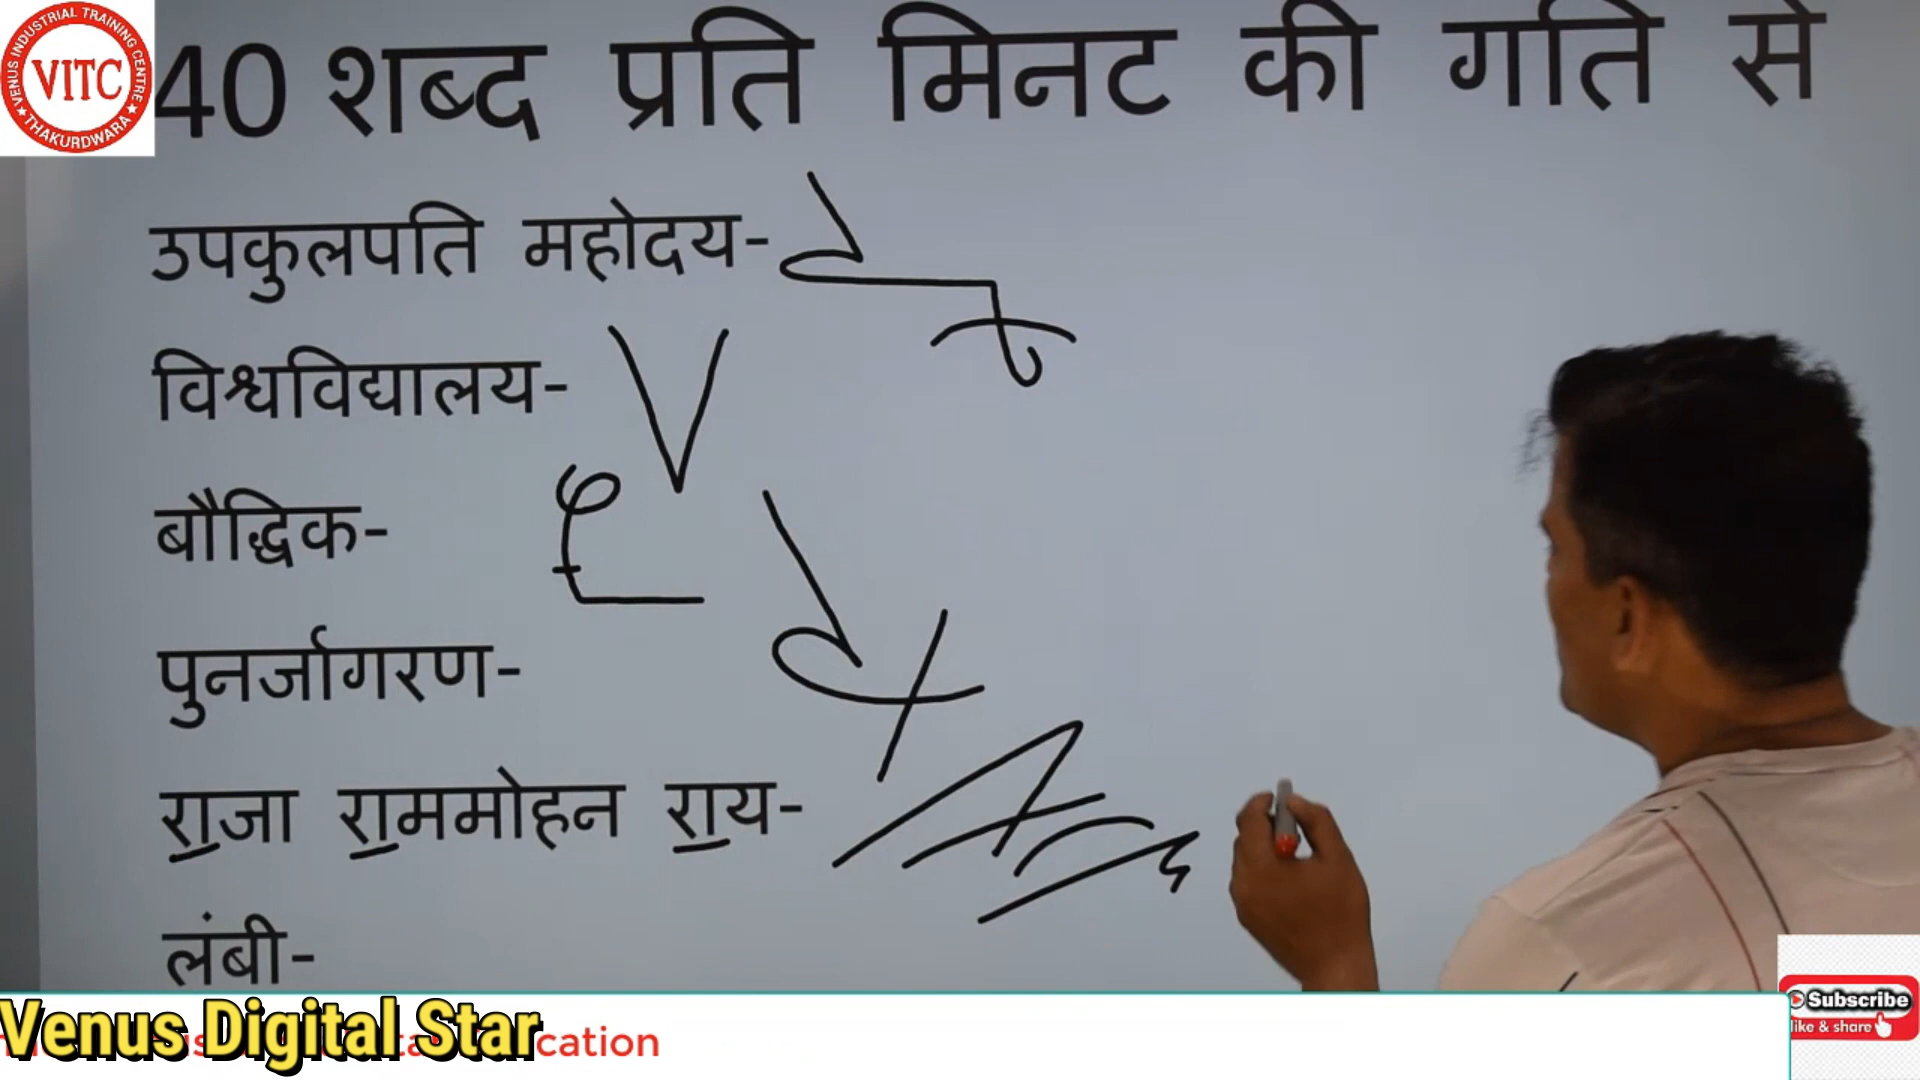 VENUS INDUSTRIAL TRAINING CENTRE
VITC
★ THAKURDWARA ★
40 शब्द प्रति मिनट की गति से
उपकुलपति महोदय-
विश्वविद्यालय-
बौद्धिक-
पुनर्जागरण-
राजा राममोहन राय-
लंबी-
Venus Digital Star
cation
Subscribe
like & share